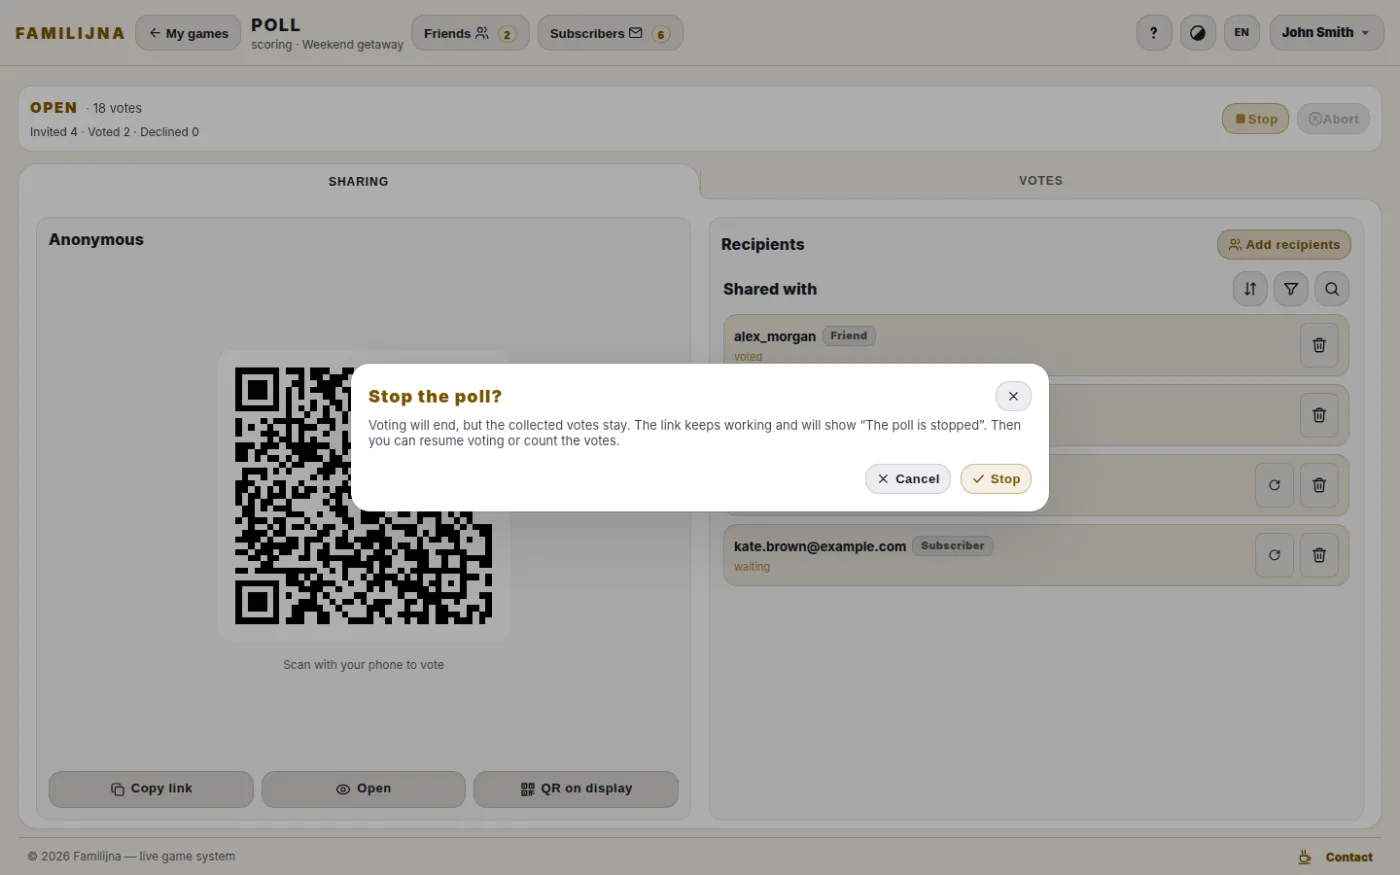 FAMILIJNA
My games
POLL
scoring · Weekend getaway
Friends 2
Subscribers 6
?
EN
John Smith
OPEN · 18 votes
Invited 4 · Voted 2 · Declined 0
Stop
Abort
SHARING
VOTES
Anonymous
Recipients
Add recipients
Shared with
alex_morgan Friend
voted
Stop the poll?
Voting will end, but the collected votes stay. The link keeps working and will show “The poll is stopped”. Then
you can resume voting or count the votes.
Cancel
Stop
kate.brown@example.com Subscriber
waiting
Scan with your phone to vote
Copy link
Open
QR on display
© 2026 Familijna — live game system
Contact